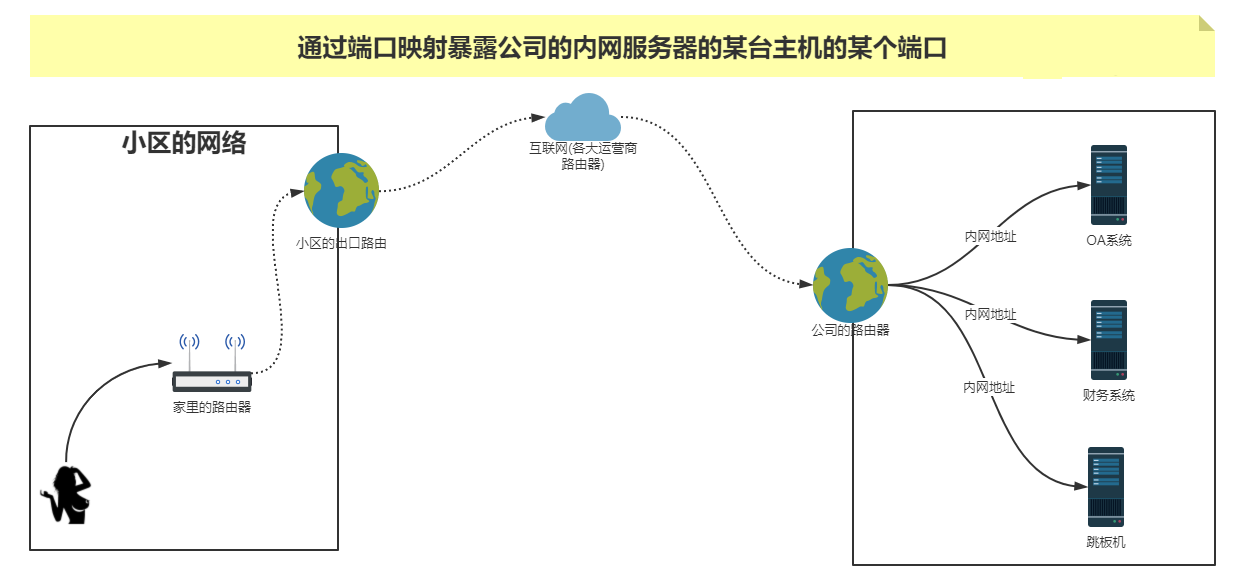 通过端口映射暴露公司的内网服务器的某台主机的某个端口
小区的网络
互联网(各大运营商
路由器)
小区的出口路由
家里的路由器
公司的路由器
内网地址
OA系统
内网地址
财务系统
内网地址
跳板机